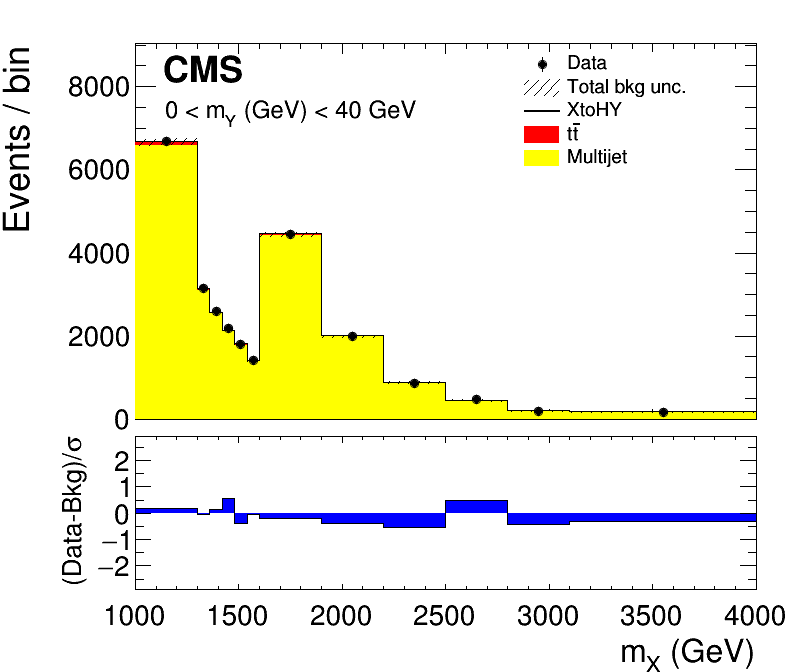 Events / bin
8000
6000
4000
2000
0
CMS
0 < mY (GeV) < 40 GeV
Data
Total bkg unc.
XtoHY
tt̄
Multijet
(Data-Bkg)/σ
2
1
0
−1
−2
1000 1500 2000 2500 3000 3500 4000
mX (GeV)